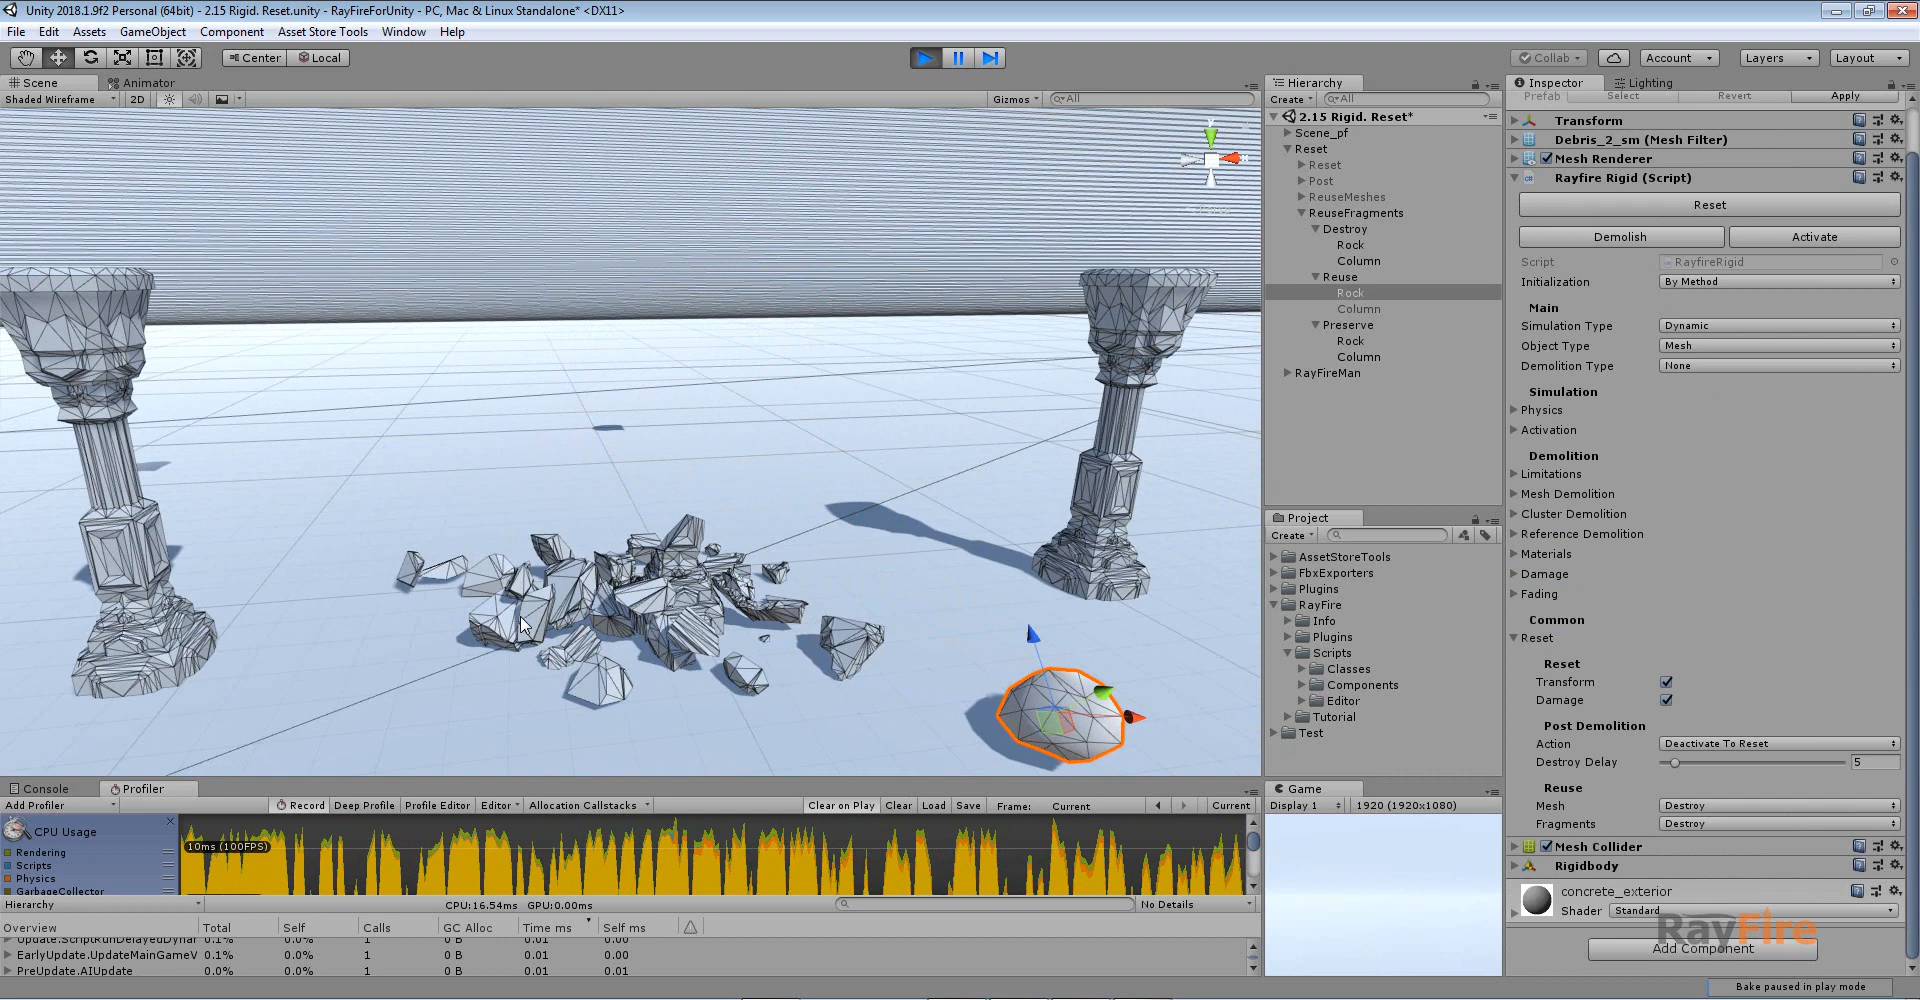 Unity 2018.1.9f2 Personal (64bit) - 2.15 Rigid. Reset.unity - RayFireForUnity - PC, Mac & Linux Standalone* <DX11>
File Edit Assets GameObject Component Asset Store Tools Window Help
Center Local
Collab Account Layers Layout
Scene Animator
Shaded Wireframe 2D Gizmos All
Hierarchy
Create All
2.15 Rigid. Reset*
Scene_pf
Reset
Reset
Post
ReuseMeshes
ReuseFragments
Destroy
Rock
Column
Reuse
Rock
Column
Preserve
Rock
Column
RayFireMan
Project
Create
AssetStoreTools
FbxExporters
Plugins
RayFire
Info
Plugins
Scripts
Classes
Components
Editor
Tutorial
Test
Game
Display 1 1920 (1920x1080)
Inspector Lighting
Prefab Select Revert Apply
Transform
Debris_2_sm (Mesh Filter)
Mesh Renderer
Rayfire Rigid (Script)
Reset
Demolish Activate
Script RayfireRigid
Initialization By Method
Main
Simulation Type Dynamic
Object Type Mesh
Demolition Type None
Simulation
Physics
Activation
Demolition
Limitations
Mesh Demolition
Cluster Demolition
Reference Demolition
Materials
Damage
Fading
Common
Reset
Reset
Transform
Damage
Post Demolition
Action Deactivate To Reset
Destroy Delay 5
Reuse
Mesh Destroy
Fragments Destroy
Mesh Collider
Rigidbody
concrete_exterior
Shader Standard
RayFire
Add Component
Bake paused in play mode
Console Profiler
Add Profiler Record Deep Profile Profile Editor Editor Allocation Callstacks Clear on Play Clear Load Save Frame: Current Current
CPU Usage
Rendering
Scripts
Physics
GarbageCollector
10ms (100FPS)
Hierarchy CPU:16.54ms GPU:0.00ms No Details
Overview Total Self Calls GC Alloc Time ms Self ms
Update.ScriptRunDelayedDynar 0.1% 0.0% 1 0 B 0.01 0.00
EarlyUpdate.UpdateMainGameV 0.1% 0.0% 1 0 B 0.01 0.00
PreUpdate.AIUpdate 0.0% 0.0% 1 0 B 0.01 0.01